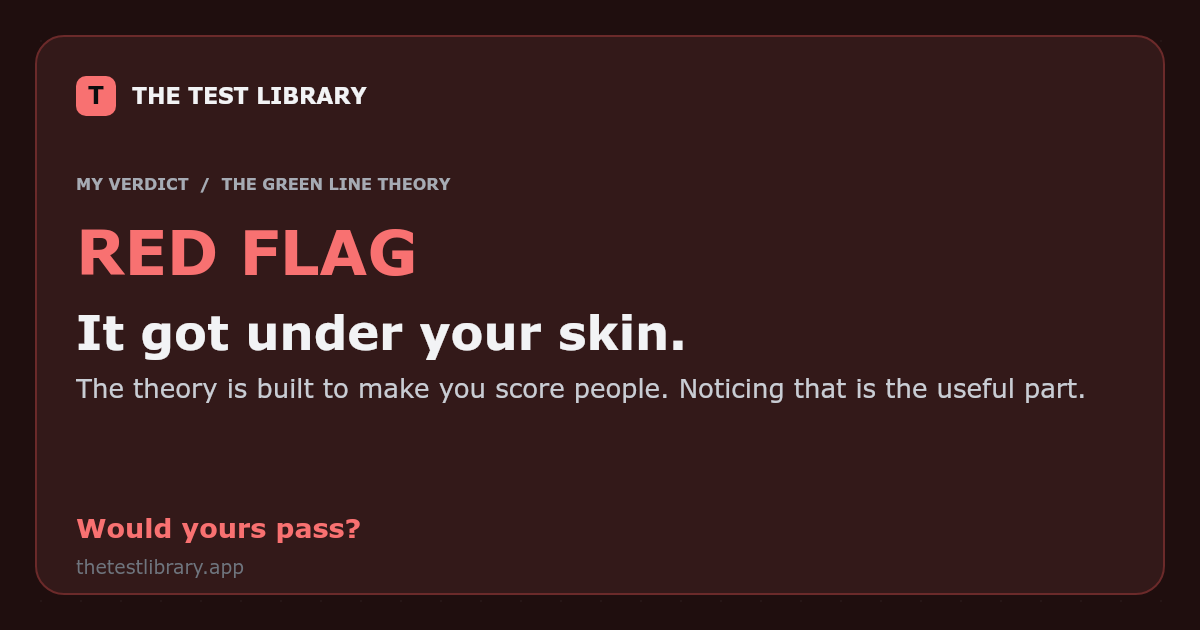 T THE TEST LIBRARY
MY VERDICT / THE GREEN LINE THEORY
RED FLAG
It got under your skin.
The theory is built to make you score people. Noticing that is the useful part.
Would yours pass?
thetestlibrary.app